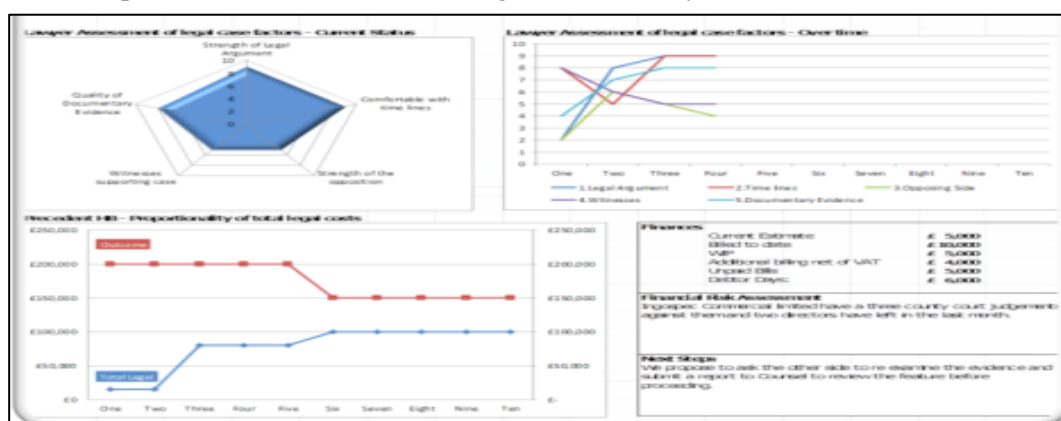 Lawyer Assessment of legal case factors - Current Status
Strength of Legal
Argument
10
8
6
4
2
0
Quality of
Documentary
Evidence
Comfortable with
time lines
Witnesses
supporting case
Strength of the
opposition
Lawyer Assessment of legal case factors - Over time
10
9
8
7
6
5
4
3
2
1
0
One Two Three Four Five Six Seven Eight Nine Ten
1.Legal Argument 2.Time lines 3.Opposing Side
4.Witnesses 5.Documentary Evidence
Precedent HB - Proportionality of total legal costs
£250,000 £250,000
Outcome
£200,000 £200,000
£150,000 £150,000
£100,000 £100,000
£50,000 £50,000
Total Legal
£0 £-
One Two Three Four Five Six Seven Eight Nine Ten
Finances
Current Estimate £ 5,000
Billed to date £ 10,000
WIP £ 5,000
Additional billing net of VAT £ 4,000
Unpaid Bills £ 5,000
Debtor Days: £ 6,000
Financial Risk Assessment
Ingospec Commercial limited have a three county court judgements
against them and two directors have left in the last month.
Next Steps
We propose to ask the other side to re examine the evidence and
submit a report to Counsel to review the feature before
proceeding.